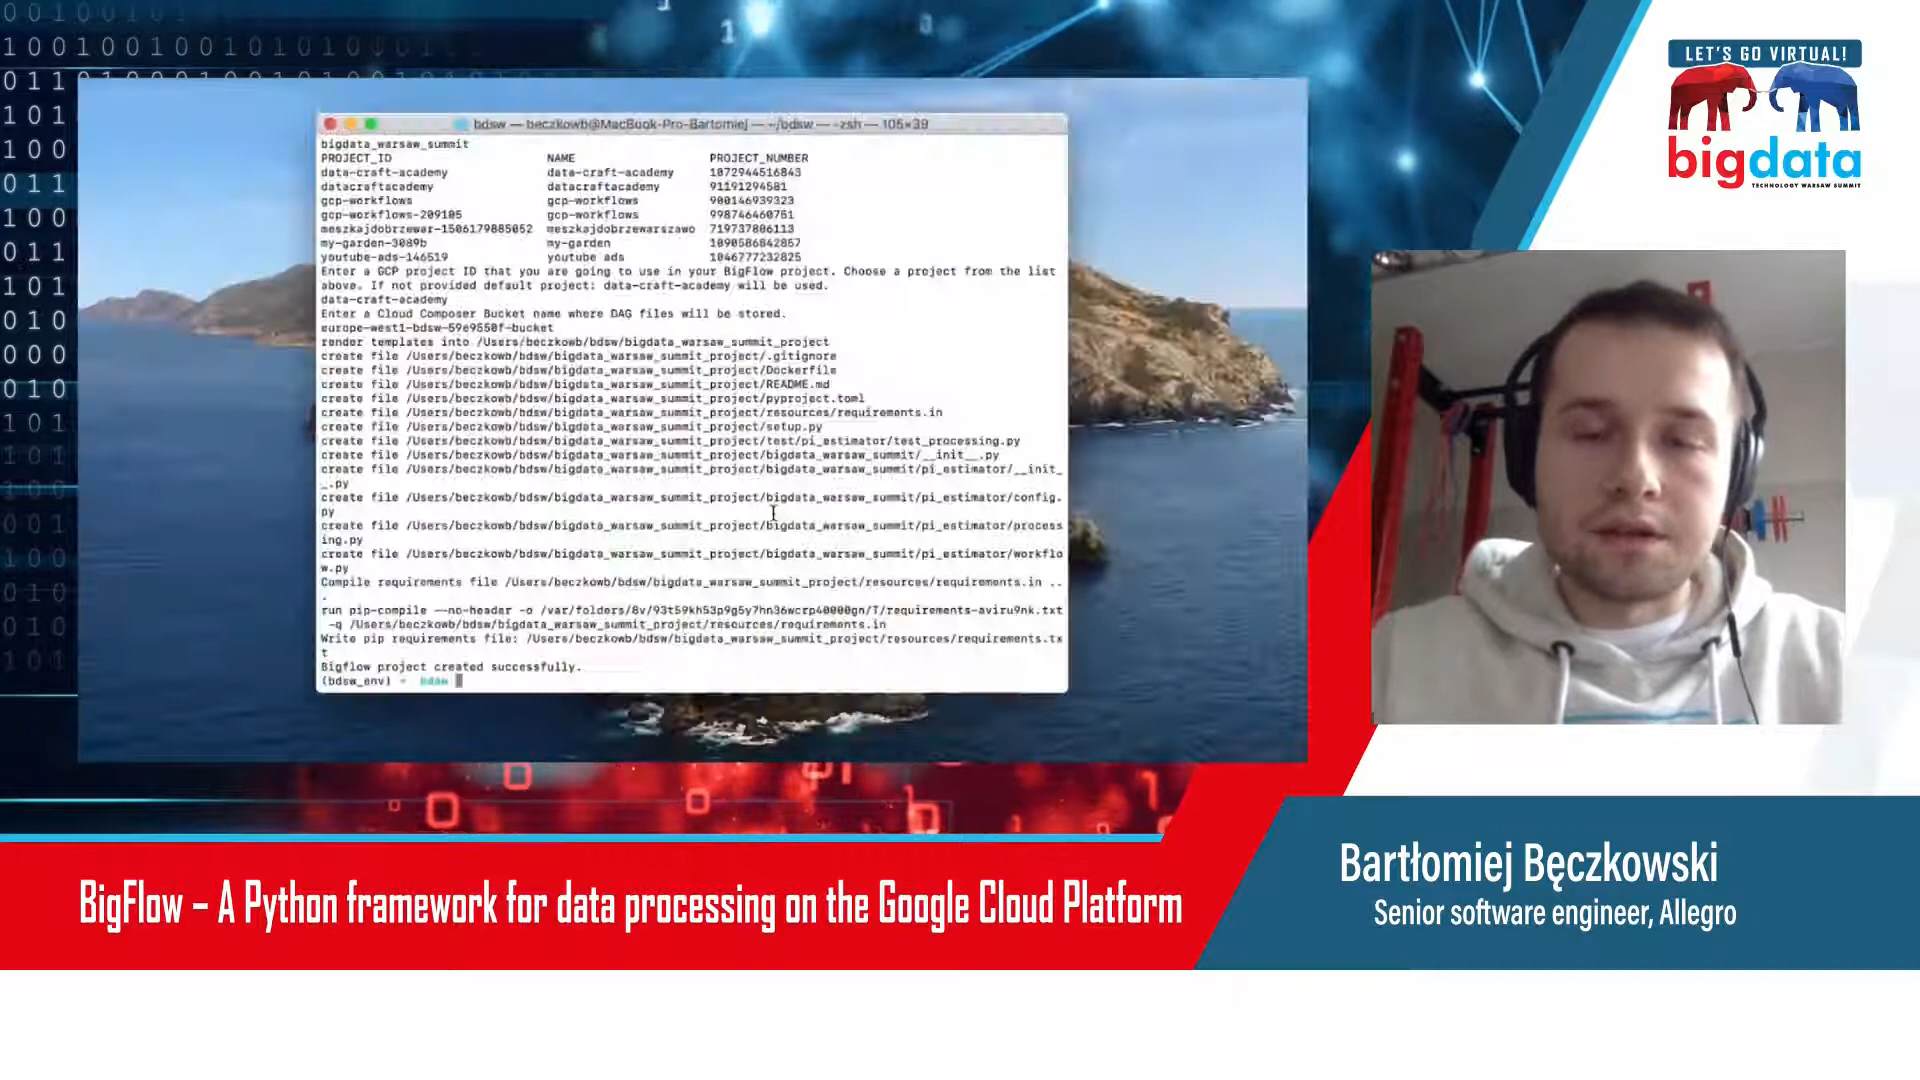 LET'S GO VIRTUAL!
bigdata
TECHNOLOGY WARSAW SUMMIT
bdsw — beczkowb@MacBook-Pro-Bartomiej — ~/bdsw — -zsh — 105×39
bigdata_warsaw_summit
PROJECT_ID NAME PROJECT_NUMBER
data-craft-academy data-craft-academy 1072944516843
datacraftacademy datacraftacademy 91191294581
gcp-workflows gcp-workflows 900146939323
gcp-workflows-209105 gcp-workflows 998746460751
meszkajdobrzewar-1506179885052 meszkajdobrzewarszawo 719737806113
my-garden-3089b my-garden 1090586842857
youtube-ads-146519 youtube ads 1046777232825
Enter a GCP project ID that you are going to use in your BigFlow project. Choose a project from the list
above. If not provided default project: data-craft-academy will be used.
data-craft-academy
Enter a Cloud Composer Bucket name where DAG files will be stored.
europe-west1-bdsw-59e9550f-bucket
render templates into /Users/beczkowb/bdsw/bigdata_warsaw_summit_project
create file /Users/beczkowb/bdsw/bigdata_warsaw_summit_project/.gitignore
create file /Users/beczkowb/bdsw/bigdata_warsaw_summit_project/Dockerfile
create file /Users/beczkowb/bdsw/bigdata_warsaw_summit_project/README.md
create file /Users/beczkowb/bdsw/bigdata_warsaw_summit_project/pyproject.toml
create file /Users/beczkowb/bdsw/bigdata_warsaw_summit_project/resources/requirements.in
create file /Users/beczkowb/bdsw/bigdata_warsaw_summit_project/setup.py
create file /Users/beczkowb/bdsw/bigdata_warsaw_summit_project/test/pi_estimator/test_processing.py
create file /Users/beczkowb/bdsw/bigdata_warsaw_summit_project/bigdata_warsaw_summit/__init__.py
create file /Users/beczkowb/bdsw/bigdata_warsaw_summit_project/bigdata_warsaw_summit/pi_estimator/__init_
_.py
create file /Users/beczkowb/bdsw/bigdata_warsaw_summit_project/bigdata_warsaw_summit/pi_estimator/config.
py
create file /Users/beczkowb/bdsw/bigdata_warsaw_summit_project/bigdata_warsaw_summit/pi_estimator/process
ing.py
create file /Users/beczkowb/bdsw/bigdata_warsaw_summit_project/bigdata_warsaw_summit/pi_estimator/workflo
w.py
Compile requirements file /Users/beczkowb/bdsw/bigdata_warsaw_summit_project/resources/requirements.in ..
.
run pip-compile --no-header -o /var/folders/8v/93t59kh53p9g5y7hn36wcrp40000gn/T/requirements-aviru9nk.txt
-q /Users/beczkowb/bdsw/bigdata_warsaw_summit_project/resources/requirements.in
Write pip requirements file: /Users/beczkowb/bdsw/bigdata_warsaw_summit_project/resources/requirements.tx
t
Bigflow project created successfully.
(bdsw_env) bdsw
BigFlow – A Python framework for data processing on the Google Cloud Platform
Bartłomiej Bęczkowski
Senior software engineer, Allegro